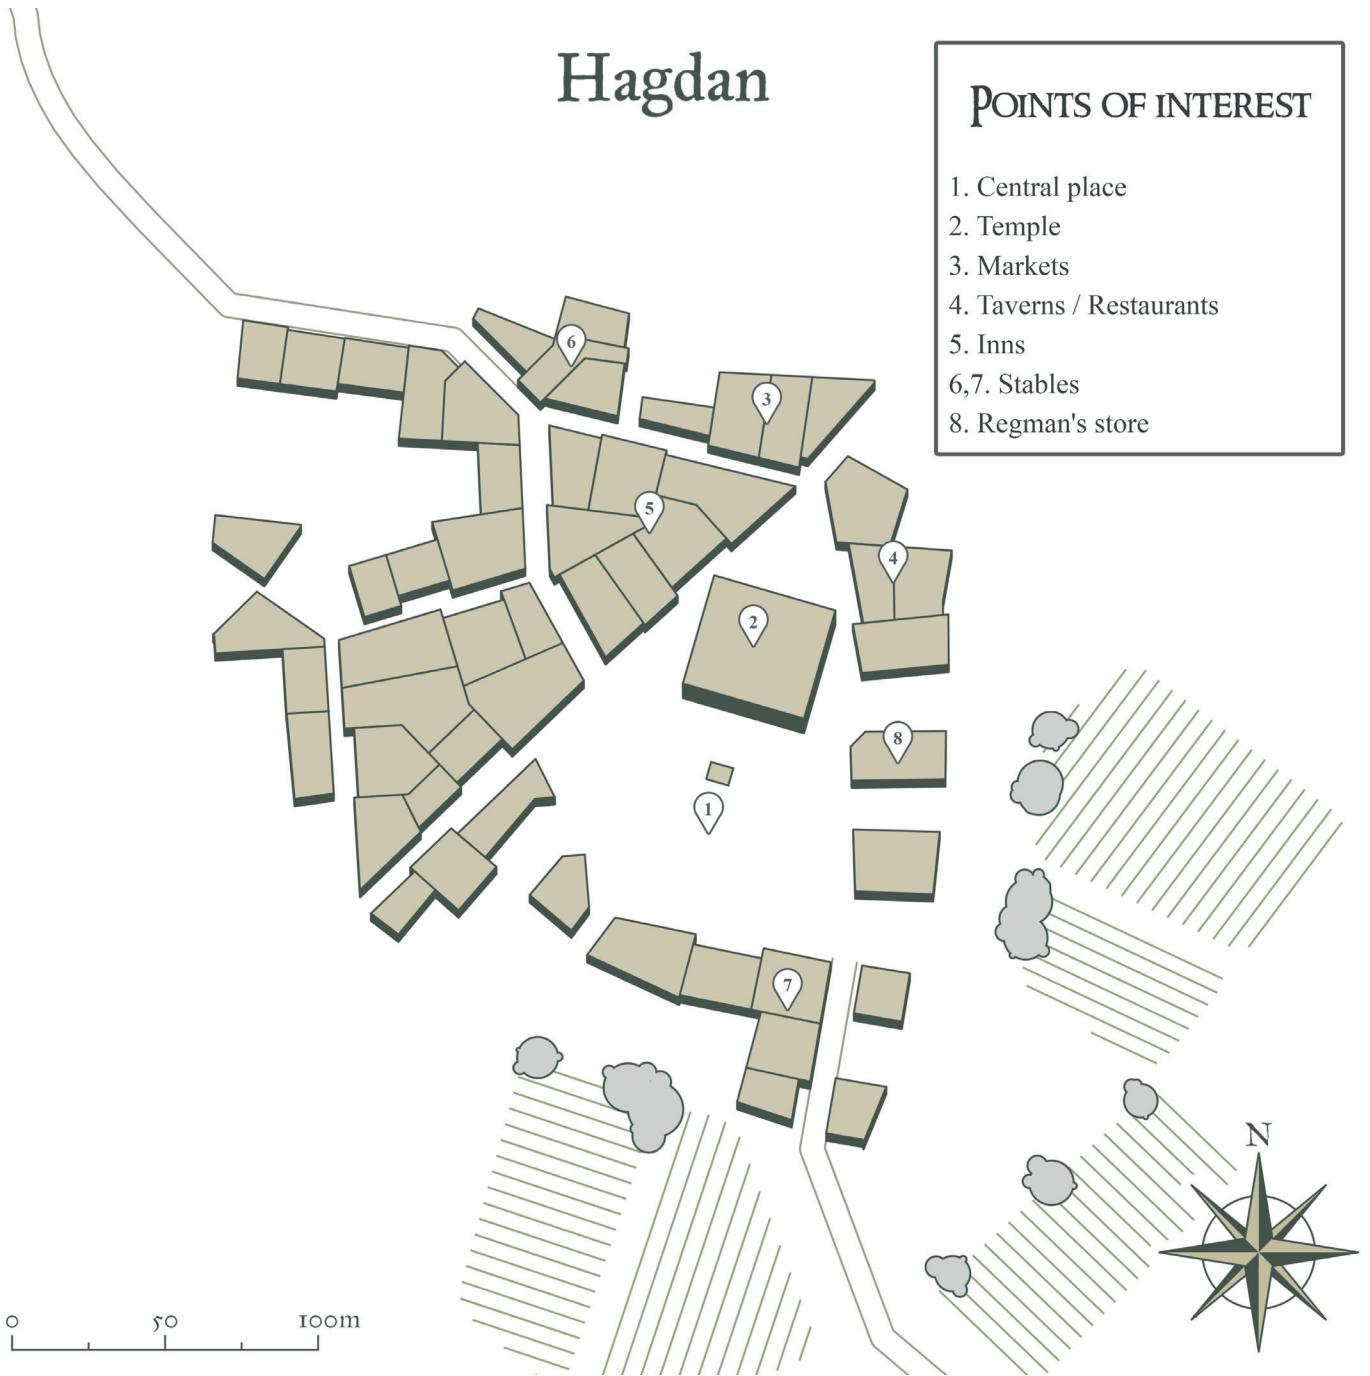 Hagdan
POINTS OF INTEREST
1. Central place
2. Temple
3. Markets
4. Taverns / Restaurants
5. Inns
6,7. Stables
8. Regman's store
6
3
5
4
2
8
1
7
N
0 50 100m